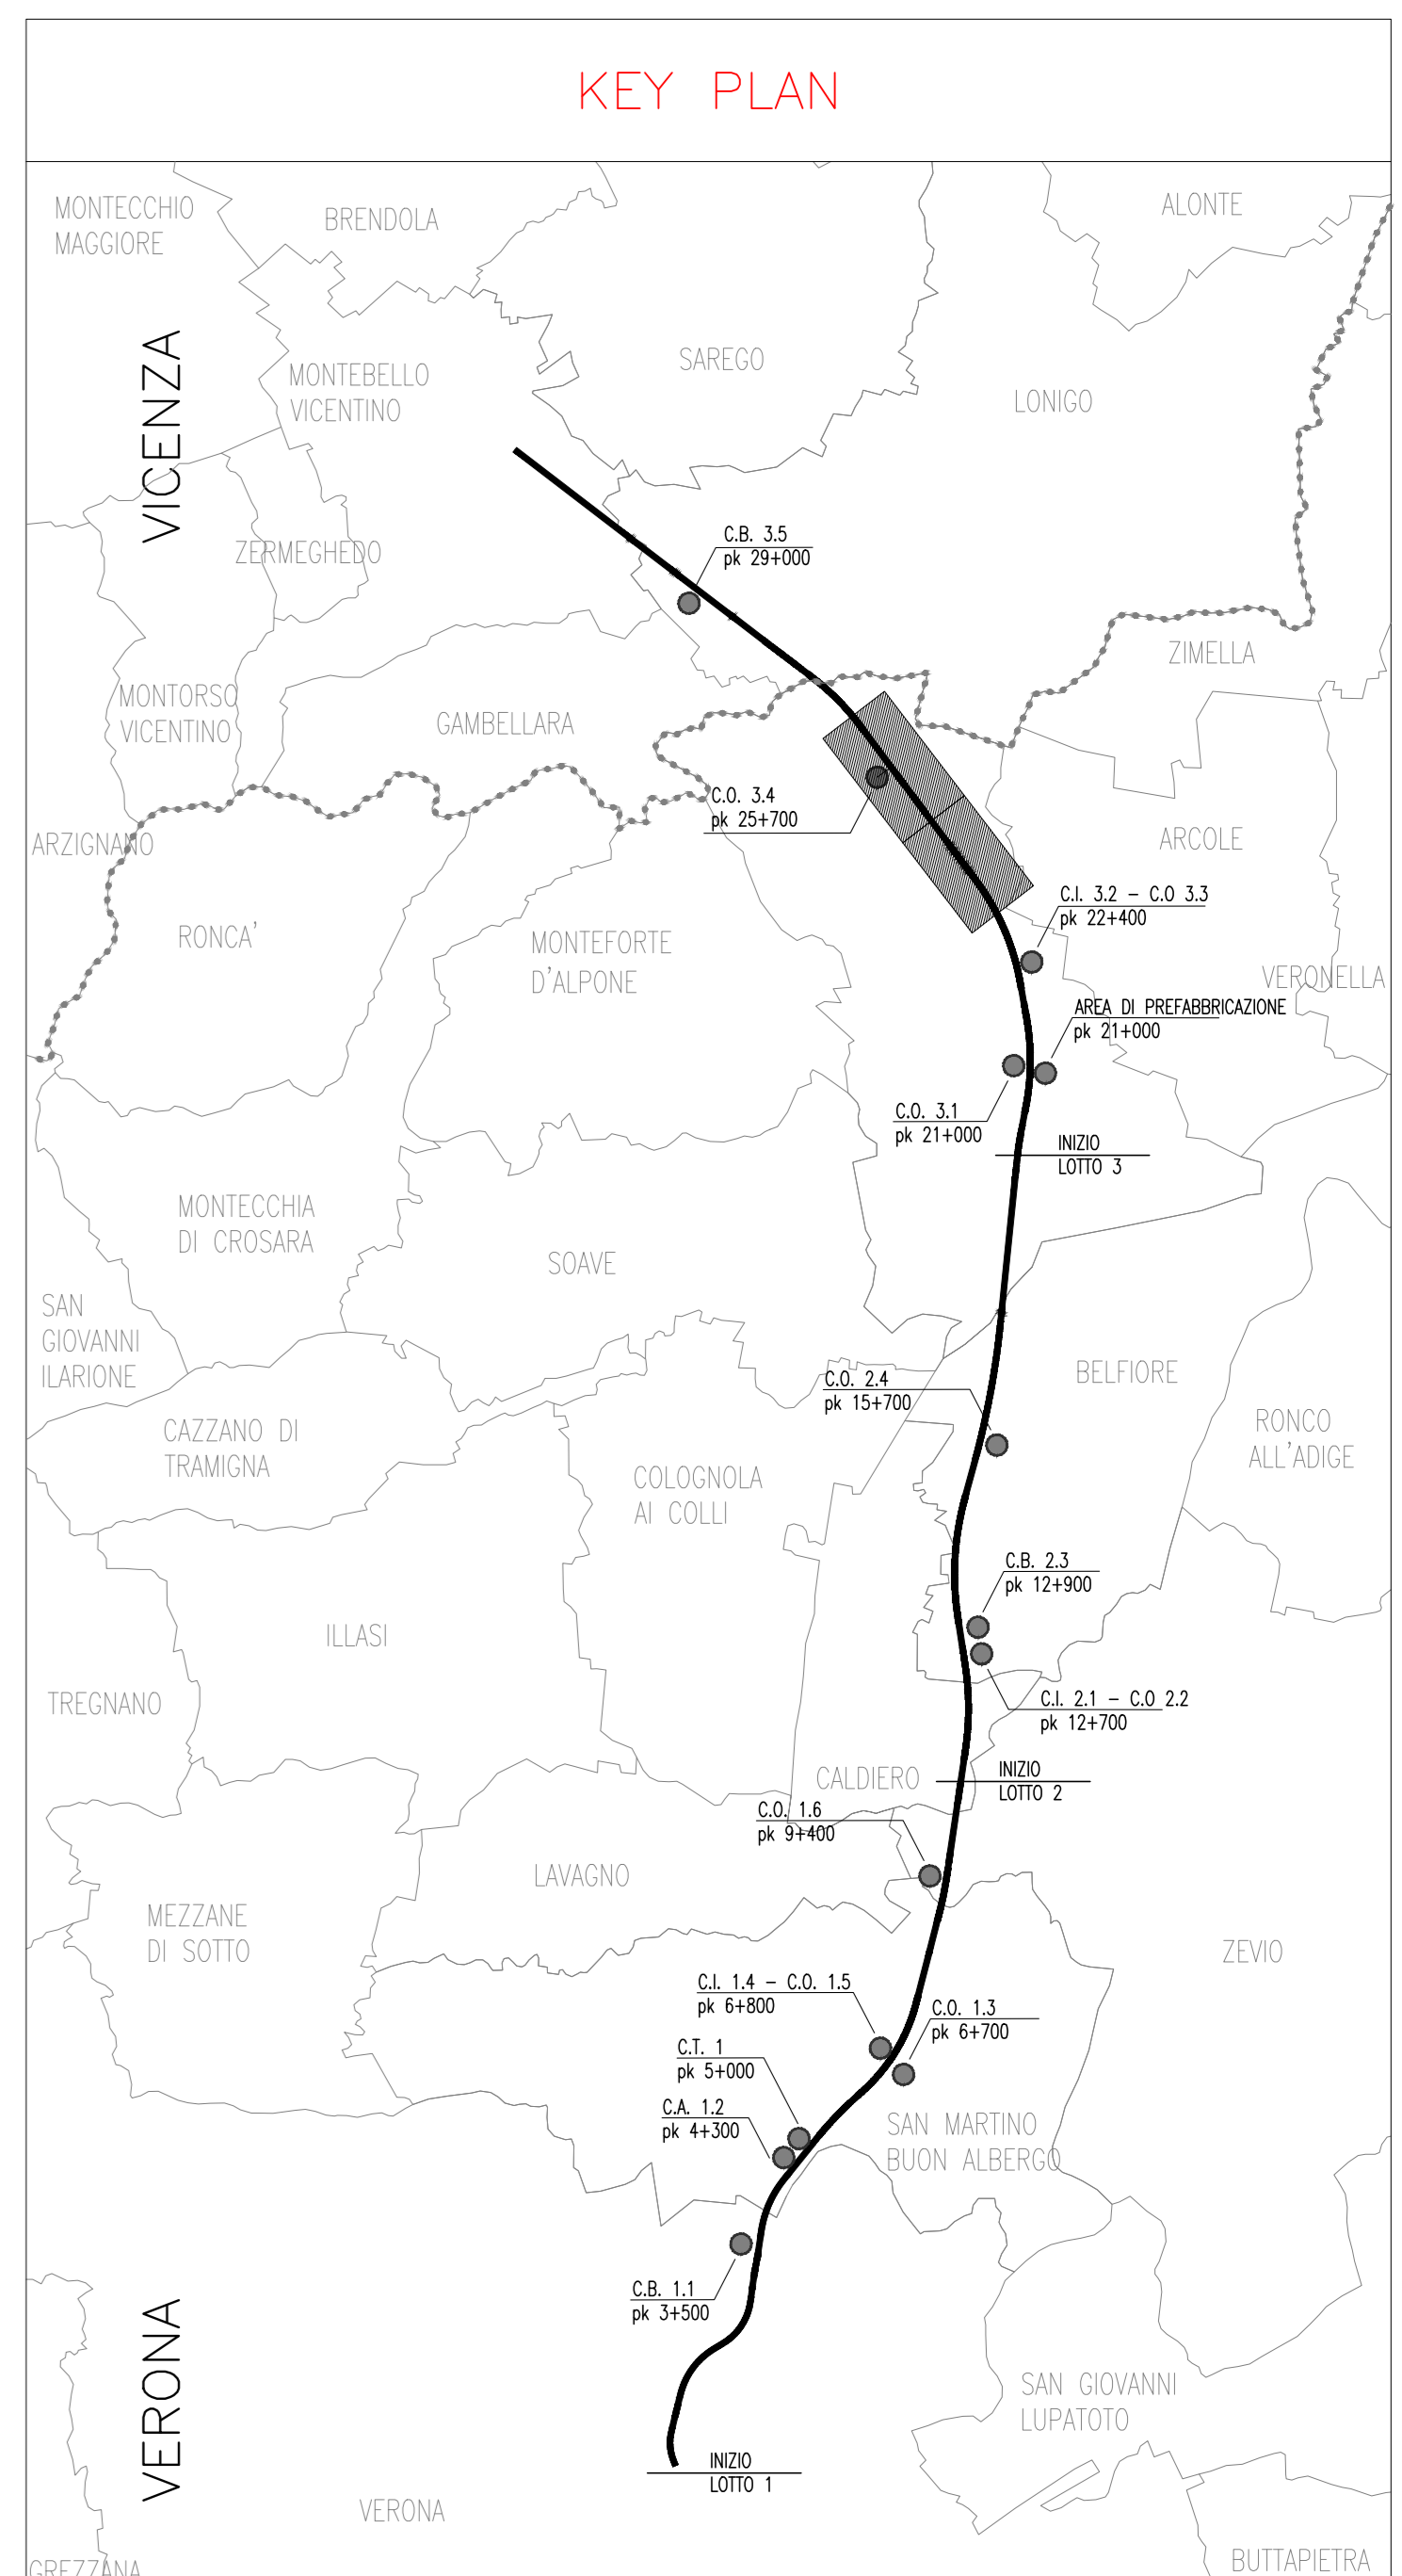 KEY PLAN
MONTECCHIO
MAGGIORE
BRENDOLA
ALONTE
VICENZA
MONTEBELLO
VICENTINO
SAREGO
LONIGO
C.B. 3.5
pk 29+000
ZERMEGHEDO
ZIMELLA
MONTORSO
VICENTINO
GAMBELLARA
C.O. 3.4
pk 25+700
ARZIGNANO
ARCOLE
C.I. 3.2 - C.O 3.3
pk 22+400
RONCA'
MONTEFORTE
D'ALPONE
VERONELLA
AREA DI PREFABBRICAZIONE
pk 21+000
C.O. 3.1
pk 21+000
INIZIO
LOTTO 3
MONTECCHIA
DI CROSARA
SOAVE
SAN
GIOVANNI
ILARIONE
C.O. 2.4
pk 15+700
BELFIORE
RONCO
ALL'ADIGE
CAZZANO DI
TRAMIGNA
COLOGNOLA
AI COLLI
C.B. 2.3
pk 12+900
ILLASI
TREGNANO
C.I. 2.1 - C.O 2.2
pk 12+700
CALDIERO
INIZIO
LOTTO 2
C.O. 1.6
pk 9+400
LAVAGNO
MEZZANE
DI SOTTO
ZEVIO
C.I. 1.4 - C.O. 1.5
pk 6+800
C.O. 1.3
pk 6+700
C.T. 1
pk 5+000
C.A. 1.2
pk 4+300
SAN MARTINO
BUON ALBERGO
C.B. 1.1
pk 3+500
VERONA
SAN GIOVANNI
LUPATOTO
INIZIO
LOTTO 1
VERONA
BUTTAPIETRA
GREZZANA